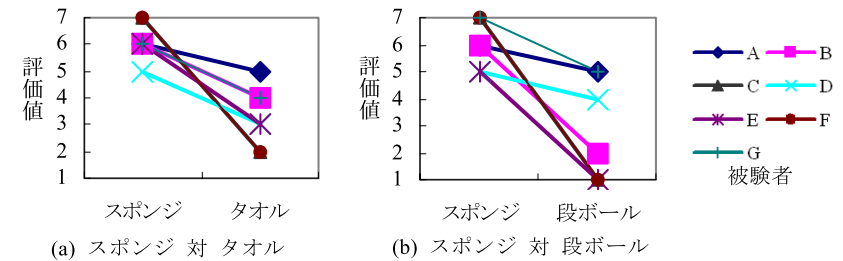 7
6
5
4
3
2
1
評価値
スポンジ タオル
(a) スポンジ 対 タオル
7
6
5
4
3
2
1
評価値
スポンジ 段ボール
(b) スポンジ 対 段ボール
A B
C D
E F
G
被験者